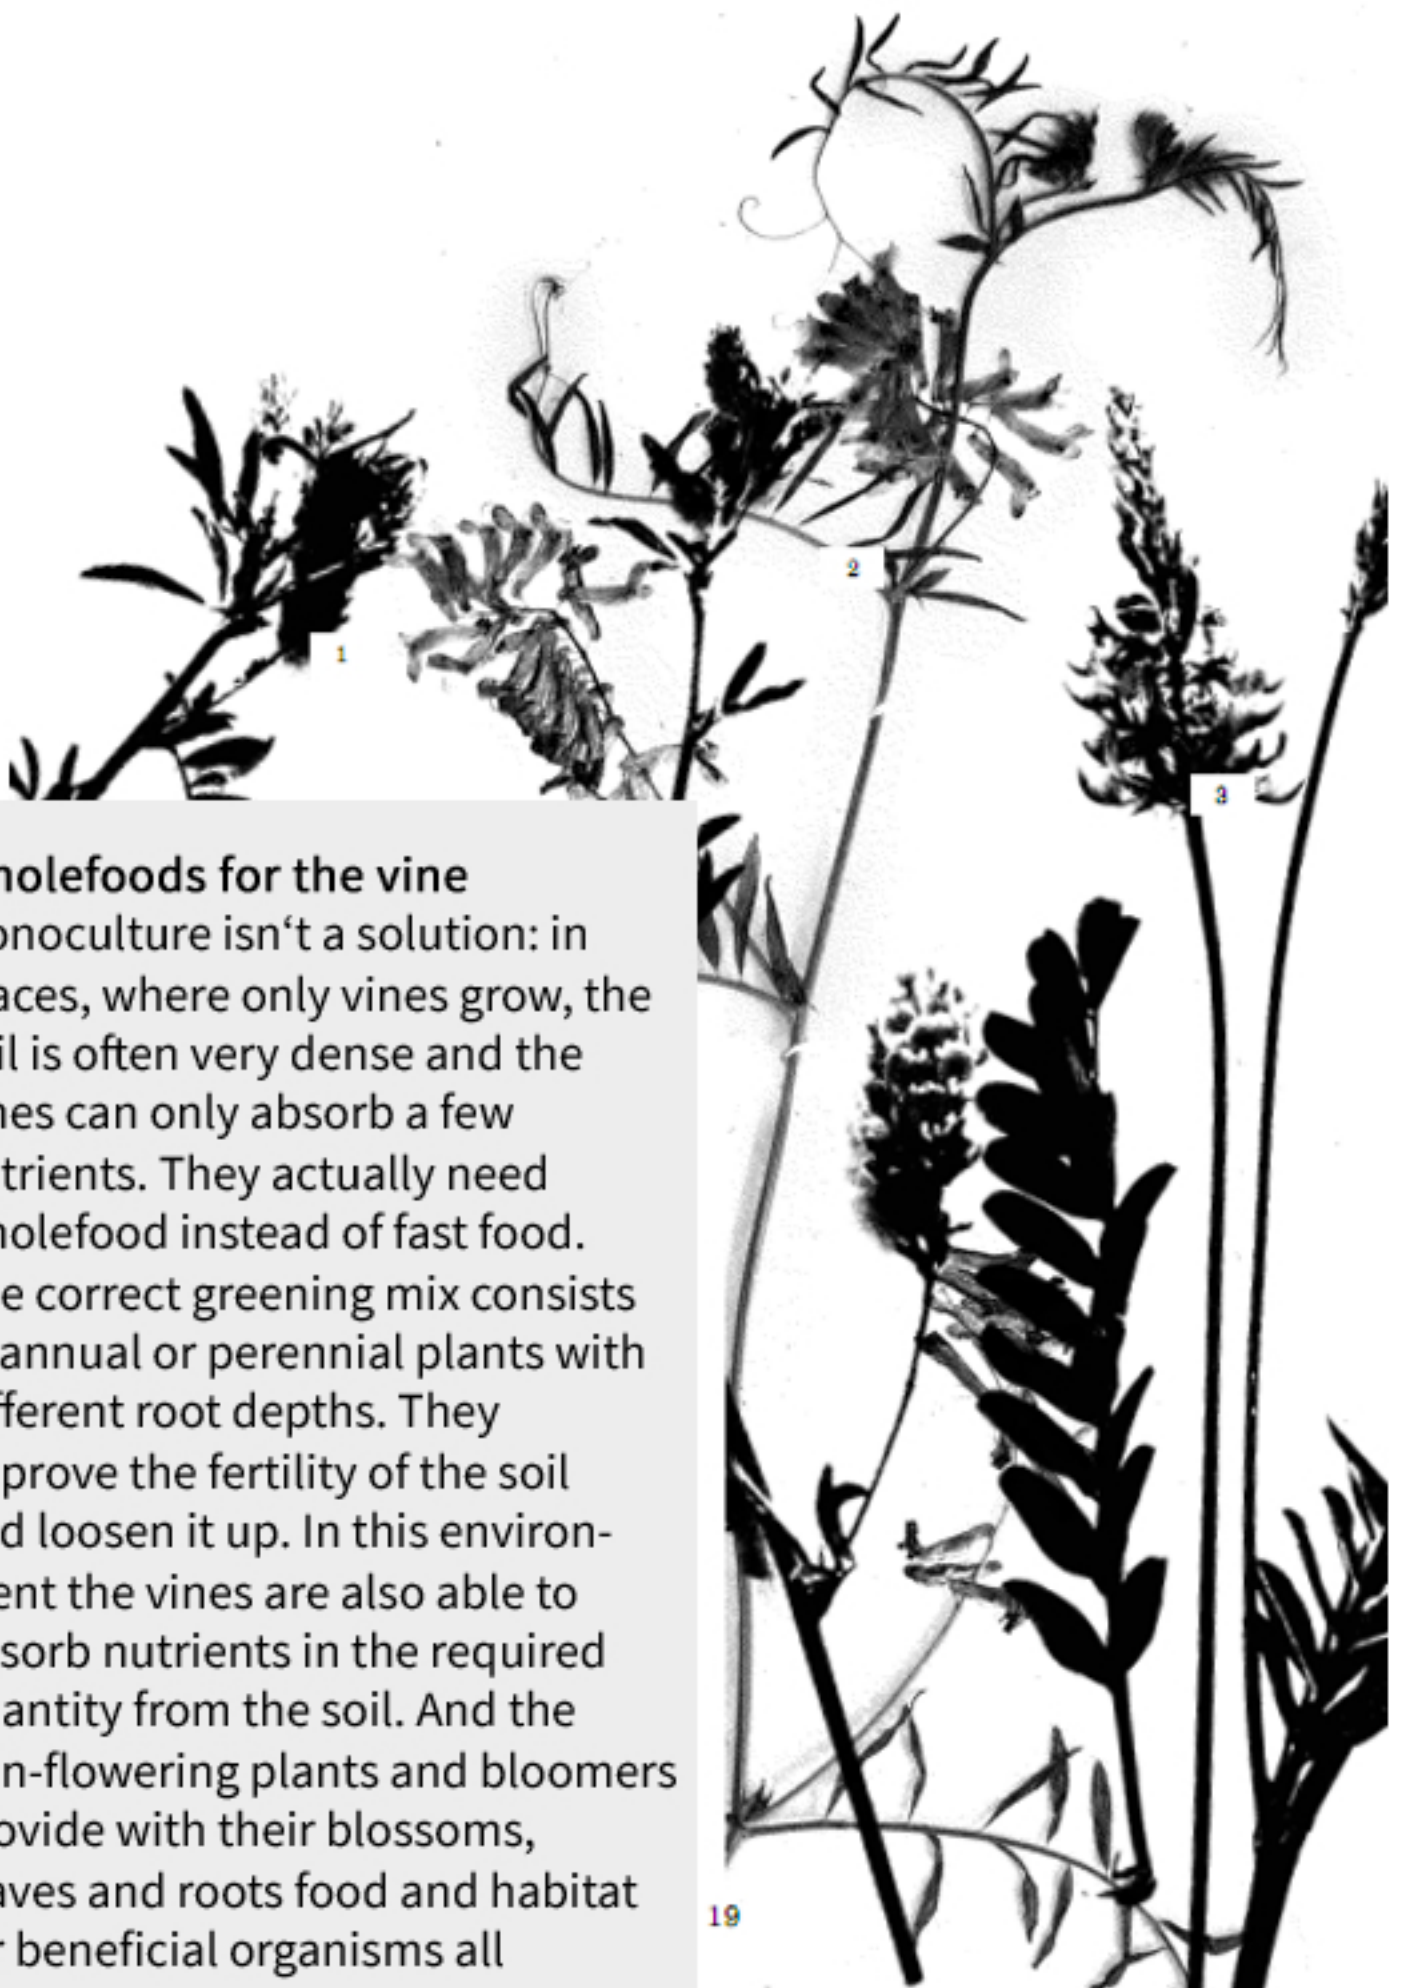 2
1
3
holefoods for the vine
onoculture isn‘t a solution: in
aces, where only vines grow, the
il is often very dense and the
nes can only absorb a few
trients. They actually need
holefood instead of fast food.
e correct greening mix consists
annual or perennial plants with
fferent root depths. They
prove the fertility of the soil
d loosen it up. In this environ-
ent the vines are also able to
sorb nutrients in the required
antity from the soil. And the
n-flowering plants and bloomers
ovide with their blossoms,
aves and roots food and habitat
r beneficial organisms all
19